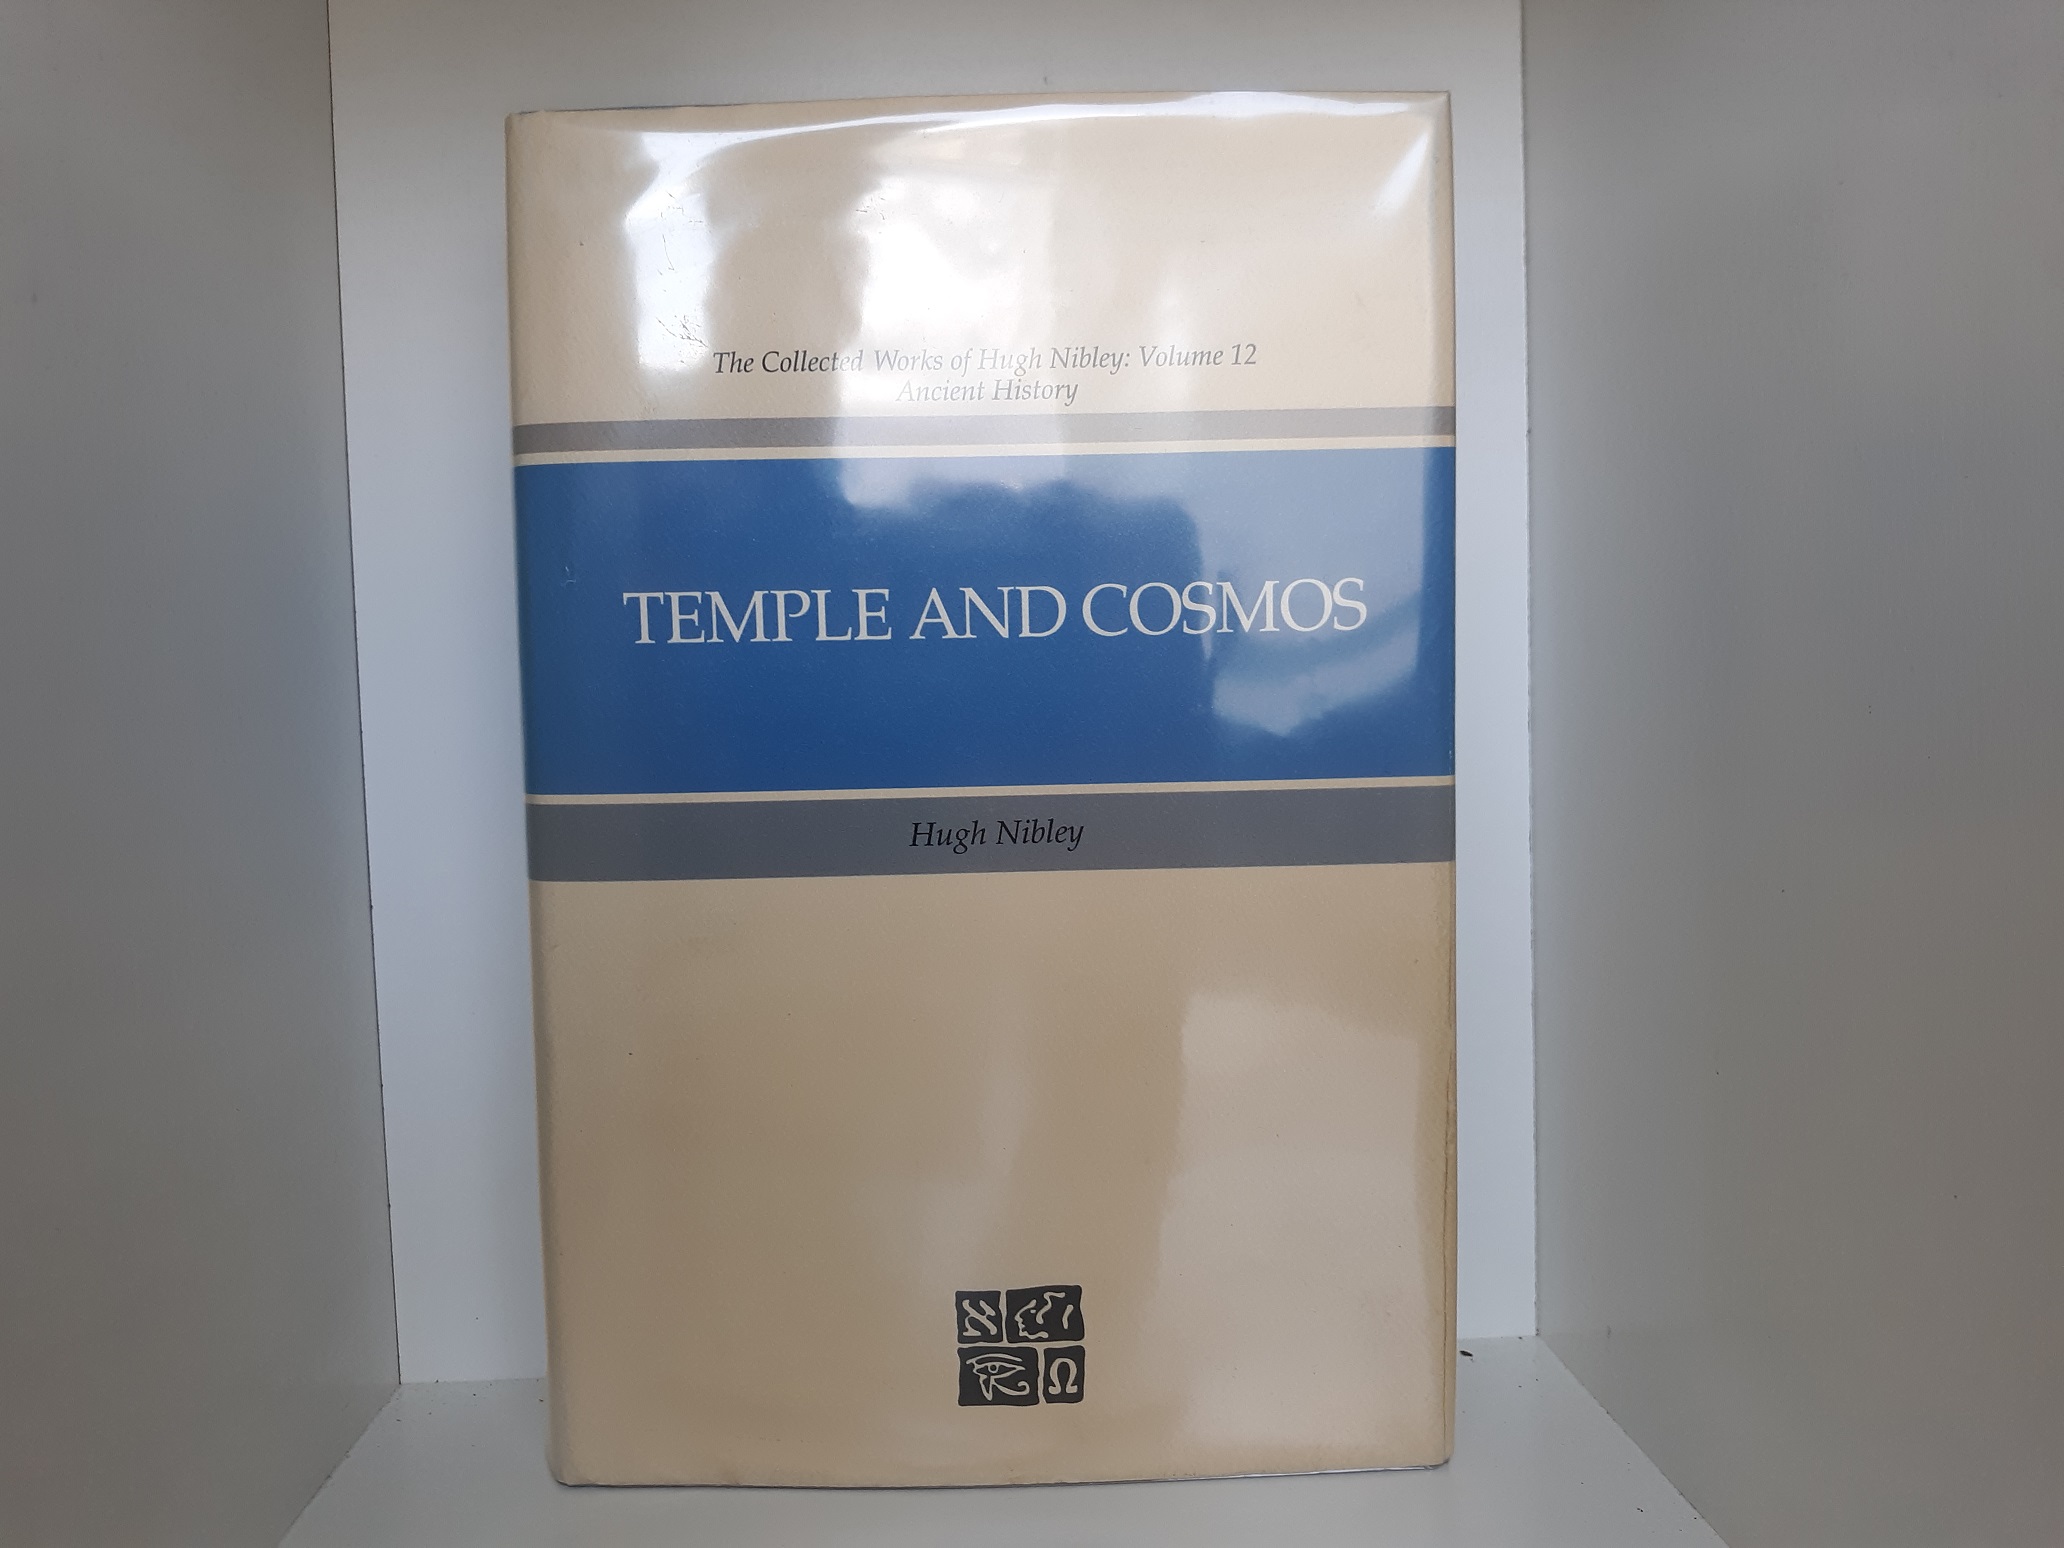 The Collected Works of Hugh Nibley: Volume 12
Ancient History
TEMPLE AND COSMOS
Hugh Nibley
א
Ω